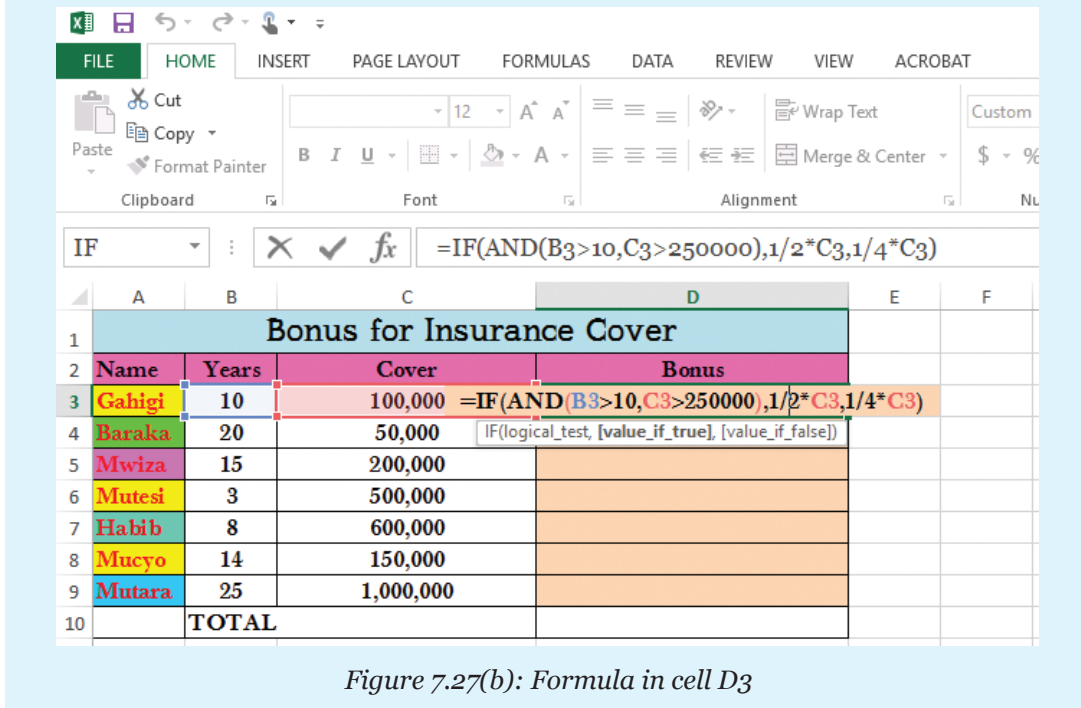 FILE HOME INSERT PAGE LAYOUT FORMULAS DATA REVIEW VIEW ACROBAT
Cut
Copy
Paste
Format Painter
12 A A
B I U A
Wrap Text
Merge & Center
Custom
$ %
Clipboard Font Alignment Nu
IF fx =IF(AND(B3>10,C3>250000),1/2*C3,1/4*C3)
A B C D E F
1 Bonus for Insurance Cover
2 Name Years Cover Bonus
3 Gahigi 10 100,000 =IF(AND(B3>10,C3>250000),1/2*C3,1/4*C3)
4 Baraka 20 50,000 IF(logical_test, [value_if_true], [value_if_false])
5 Mwiza 15 200,000
6 Mutesi 3 500,000
7 Habib 8 600,000
8 Mucyo 14 150,000
9 Mutara 25 1,000,000
10 TOTAL
Figure 7.27(b): Formula in cell D3